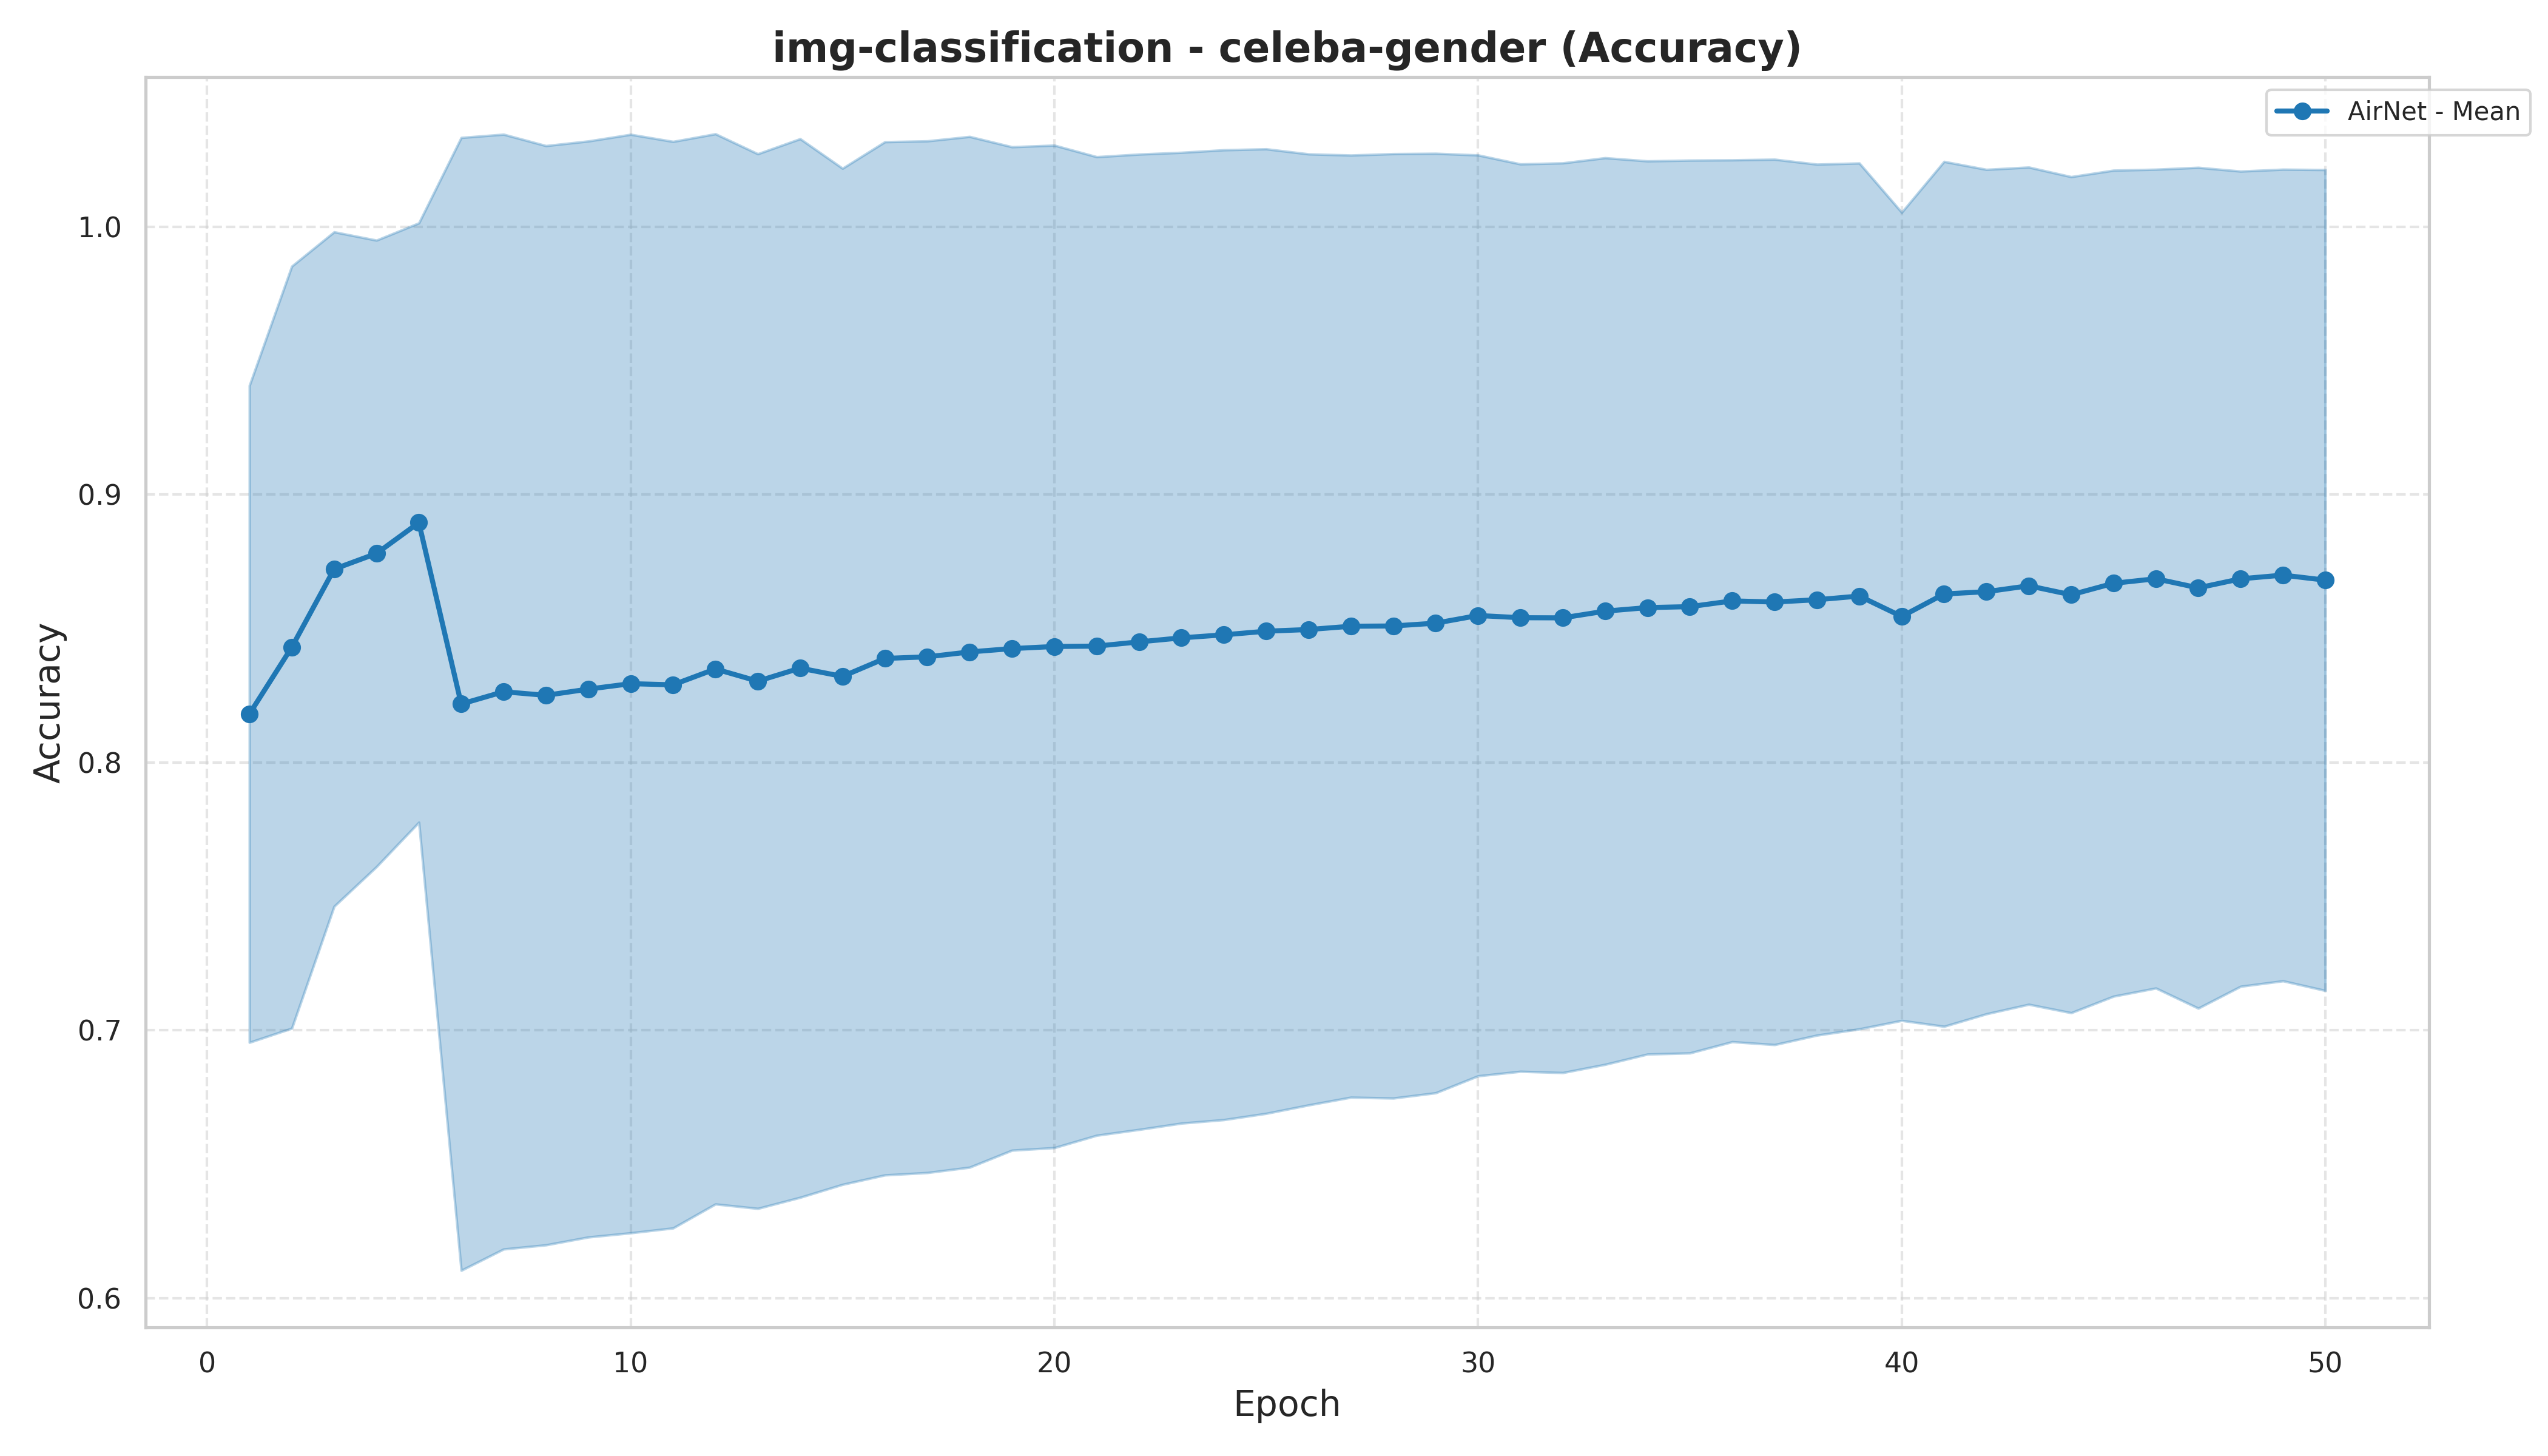 img-classification - celeba-gender (Accuracy)
AirNet - Mean
Accuracy
1.0
0.9
0.8
0.7
0.6
0 10 20 30 40 50
Epoch